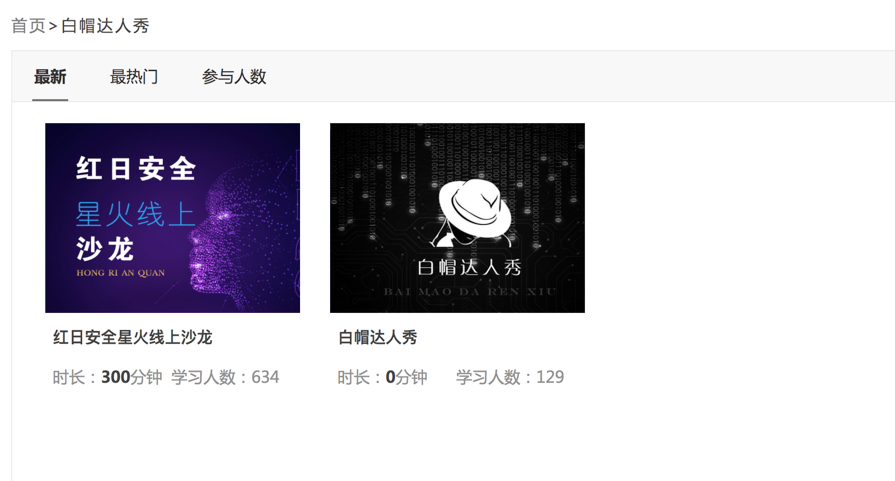 首页>白帽达人秀
最新 最热门 参与人数
红日安全
星火线上
沙龙
HONG RI AN QUAN
白帽达人秀
BAI MAO DA REN XIU
红日安全星火线上沙龙 白帽达人秀
时长：300分钟 学习人数：634 时长：0分钟 学习人数：129